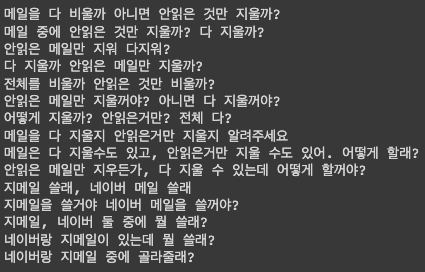 메일을 다 비울까 아니면 안읽은 것만 지울까?
메일 중에 안읽은 것만 지울까? 다 지울까?
안읽은 메일만 지워 다지워?
다 지울까 안읽은 메일만 지울까?
전체를 비울까 안읽은 것만 비울까?
안읽은 메일만 지울꺼야? 아니면 다 지울꺼야?
어떻게 지울까? 안읽은거만? 전체 다?
메일을 다 지울지 안읽은거만 지울지 알려주세요
메일은 다 지울수도 있고, 안읽은거만 지울 수도 있어. 어떻게 할래?
안읽은 메일만 지우든가, 다 지울 수 있는데 어떻게 할꺼야?
지메일 쓸래, 네이버 메일 쓸래
지메일을 쓸거야 네이버 메일을 쓸꺼야?
지메일, 네이버 둘 중에 뭘 쓸래?
네이버랑 지메일이 있는데 뭘 쓸래?
네이버랑 지메일 중에 골라줄래?